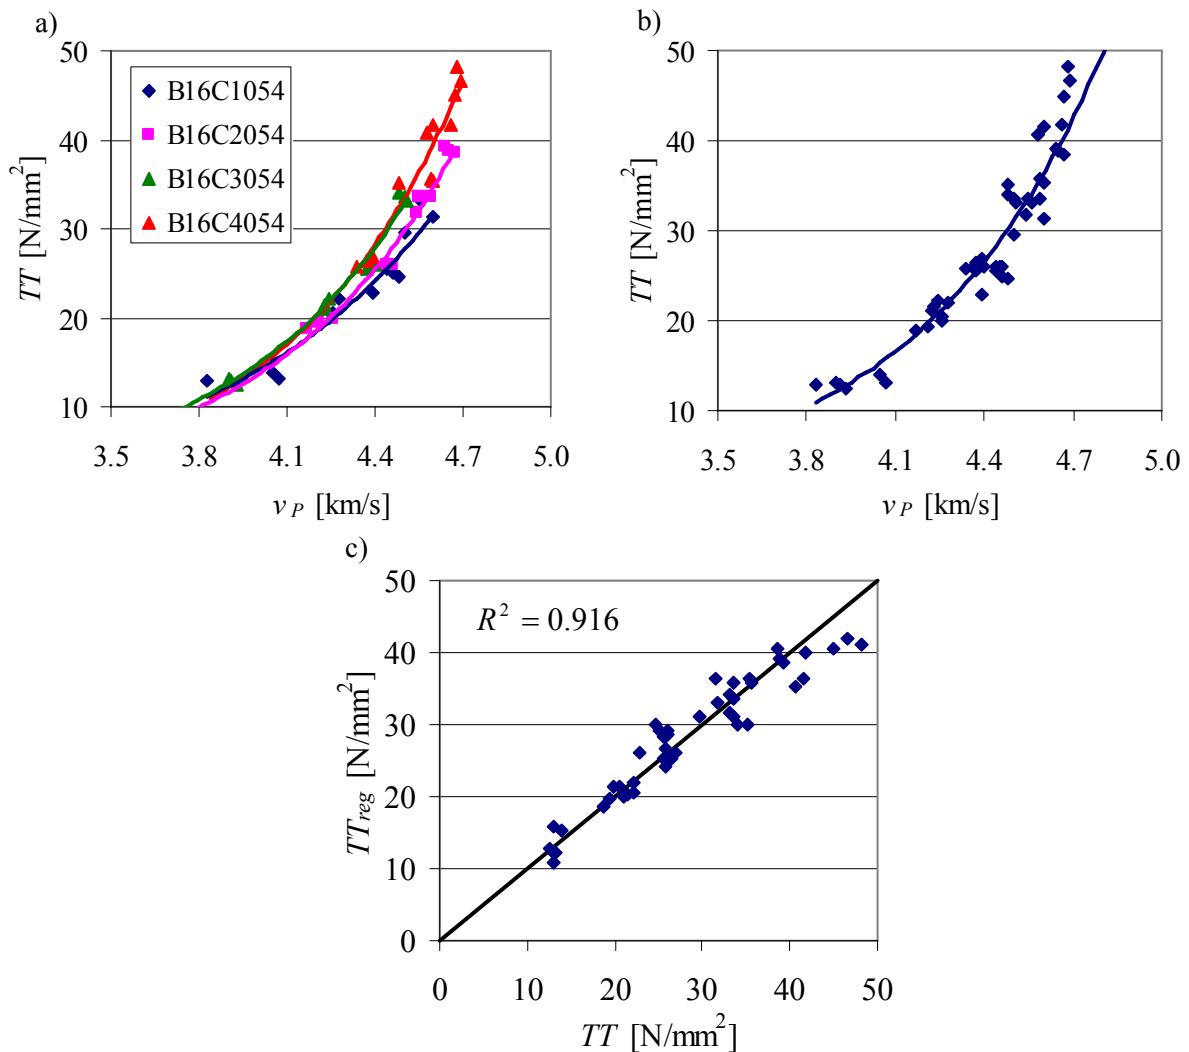 a)
50
40
30
20
10
TT [N/mm²]
B16C1054
B16C2054
B16C3054
B16C4054
3.5 3.8 4.1 4.4 4.7 5.0
v_P [km/s]
b)
50
40
30
20
10
TT [N/mm²]
3.5 3.8 4.1 4.4 4.7 5.0
v_P [km/s]
c)
50
40
30
20
10
0
TT_reg [N/mm²]
R² = 0.916
0 10 20 30 40 50
TT [N/mm²]